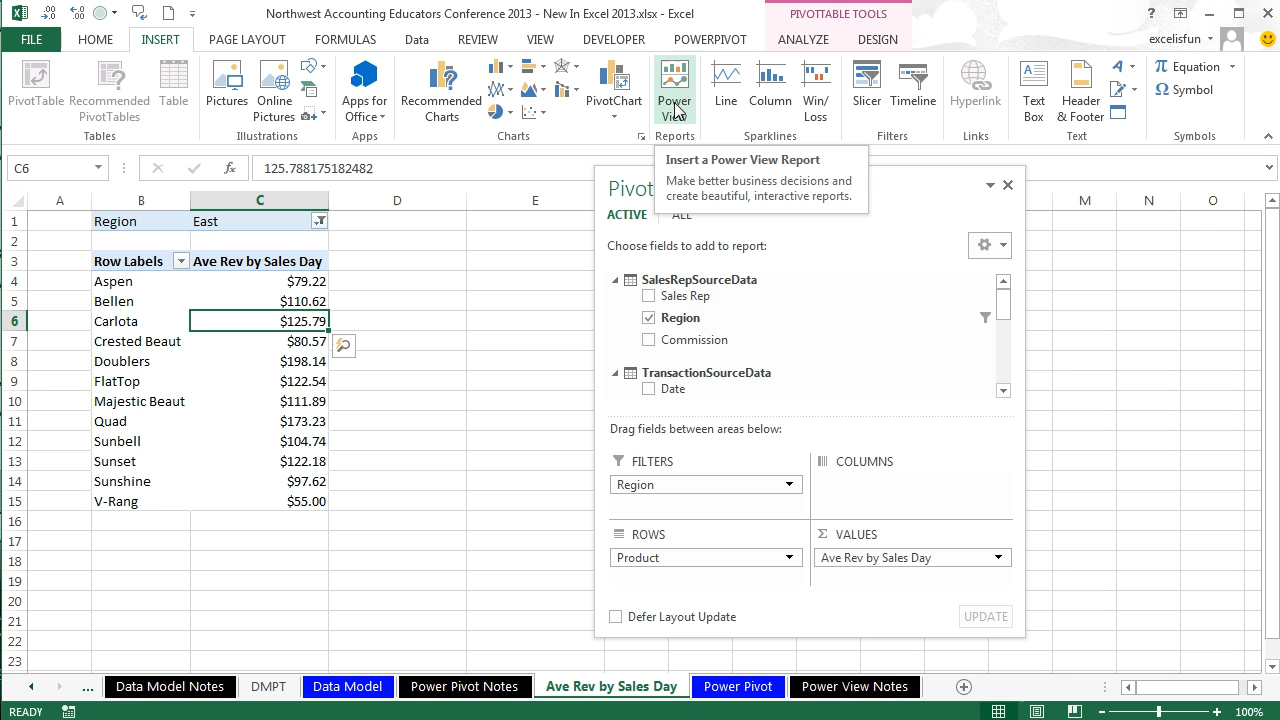 Northwest Accounting Educators Conference 2013 - New In Excel 2013.xlsx - Excel
PIVOTTABLE TOOLS
FILE HOME INSERT PAGE LAYOUT FORMULAS Data REVIEW VIEW DEVELOPER POWERPIVOT ANALYZE DESIGN excelisfun
PivotTable
Recommended PivotTables
Table
Tables
Pictures
Online Pictures
Illustrations
Apps for Office
Apps
Recommended Charts
PivotChart
Charts
Power View
Reports
Line
Column
Win/Loss
Sparklines
Slicer
Timeline
Filters
Hyperlink
Links
Text Box
Header & Footer
Text
Equation
Symbol
Symbols
C6 fx 125.788175182482
Insert a Power View Report
Make better business decisions and
create beautiful, interactive reports.
A B C D E M N O
1 Region East
2
3 Row Labels Ave Rev by Sales Day
4 Aspen $79.22
5 Bellen $110.62
6 Carlota $125.79
7 Crested Beaut $80.57
8 Doublers $198.14
9 FlatTop $122.54
10 Majestic Beaut $111.89
11 Quad $173.23
12 Sunbell $104.74
13 Sunset $122.18
14 Sunshine $97.62
15 V-Rang $55.00
16
17
18
19
20
21
22
23
Pivot
ACTIVE ALL
Choose fields to add to report:
SalesRepSourceData
Sales Rep
Region
Commission
TransactionSourceData
Date
Drag fields between areas below:
FILTERS
Region
COLUMNS
ROWS
Product
VALUES
Ave Rev by Sales Day
Defer Layout Update UPDATE
... Data Model Notes DMPT Data Model Power Pivot Notes Ave Rev by Sales Day Power Pivot Power View Notes
READY 100%